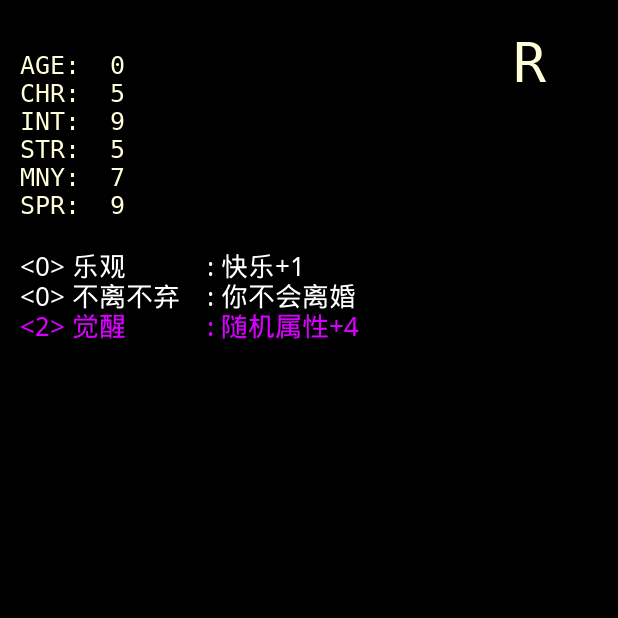 R
AGE: 0
CHR: 5
INT: 9
STR: 5
MNY: 7
SPR: 9
<0> 乐观 : 快乐+1
<0> 不离不弃 : 你不会离婚
<2> 觉醒 : 随机属性+4